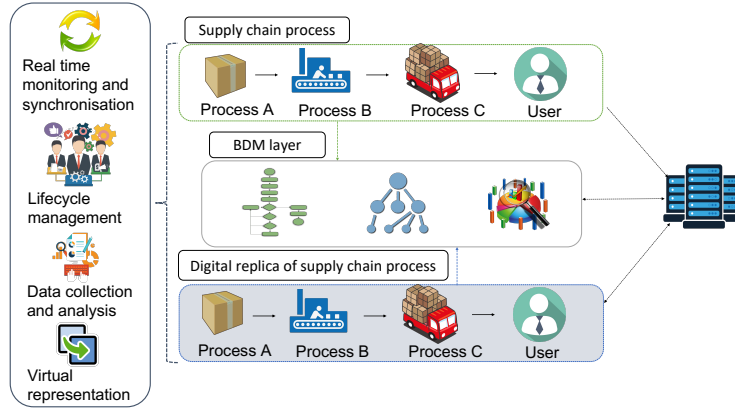 Real time
monitoring and
synchronisation
Lifecycle
management
Data collection
and analysis
Virtual
representation
Supply chain process
Process A
Process B
Process C
User
BDM layer
Digital replica of supply chain process
Process A
Process B
Process C
User